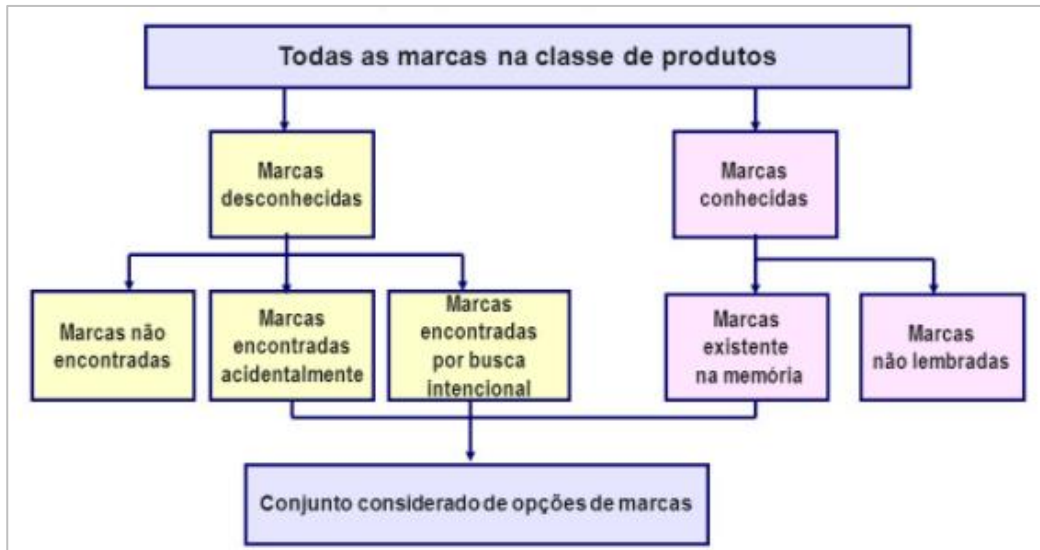 Todas as marcas na classe de produtos
Marcas
desconhecidas
Marcas
conhecidas
Marcas não
encontradas
Marcas
encontradas
acidentalmente
Marcas
encontradas
por busca
intencional
Marcas
existente
na memória
Marcas
não lembradas
Conjunto considerado de opções de marcas